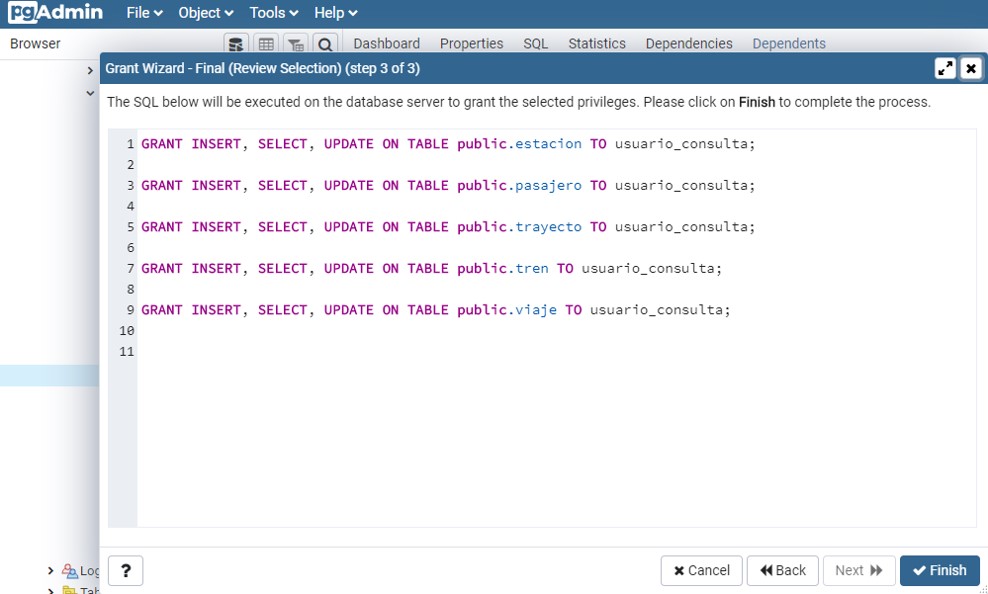 pgAdmin File Object Tools Help
Browser Dashboard Properties SQL Statistics Dependencies Dependents
Grant Wizard - Final (Review Selection) (step 3 of 3)
The SQL below will be executed on the database server to grant the selected privileges. Please click on Finish to complete the process.
1 GRANT INSERT, SELECT, UPDATE ON TABLE public.estacion TO usuario_consulta;
2
3 GRANT INSERT, SELECT, UPDATE ON TABLE public.pasajero TO usuario_consulta;
4
5 GRANT INSERT, SELECT, UPDATE ON TABLE public.trayecto TO usuario_consulta;
6
7 GRANT INSERT, SELECT, UPDATE ON TABLE public.tren TO usuario_consulta;
8
9 GRANT INSERT, SELECT, UPDATE ON TABLE public.viaje TO usuario_consulta;
10
11
Log ? Cancel Back Next Finish